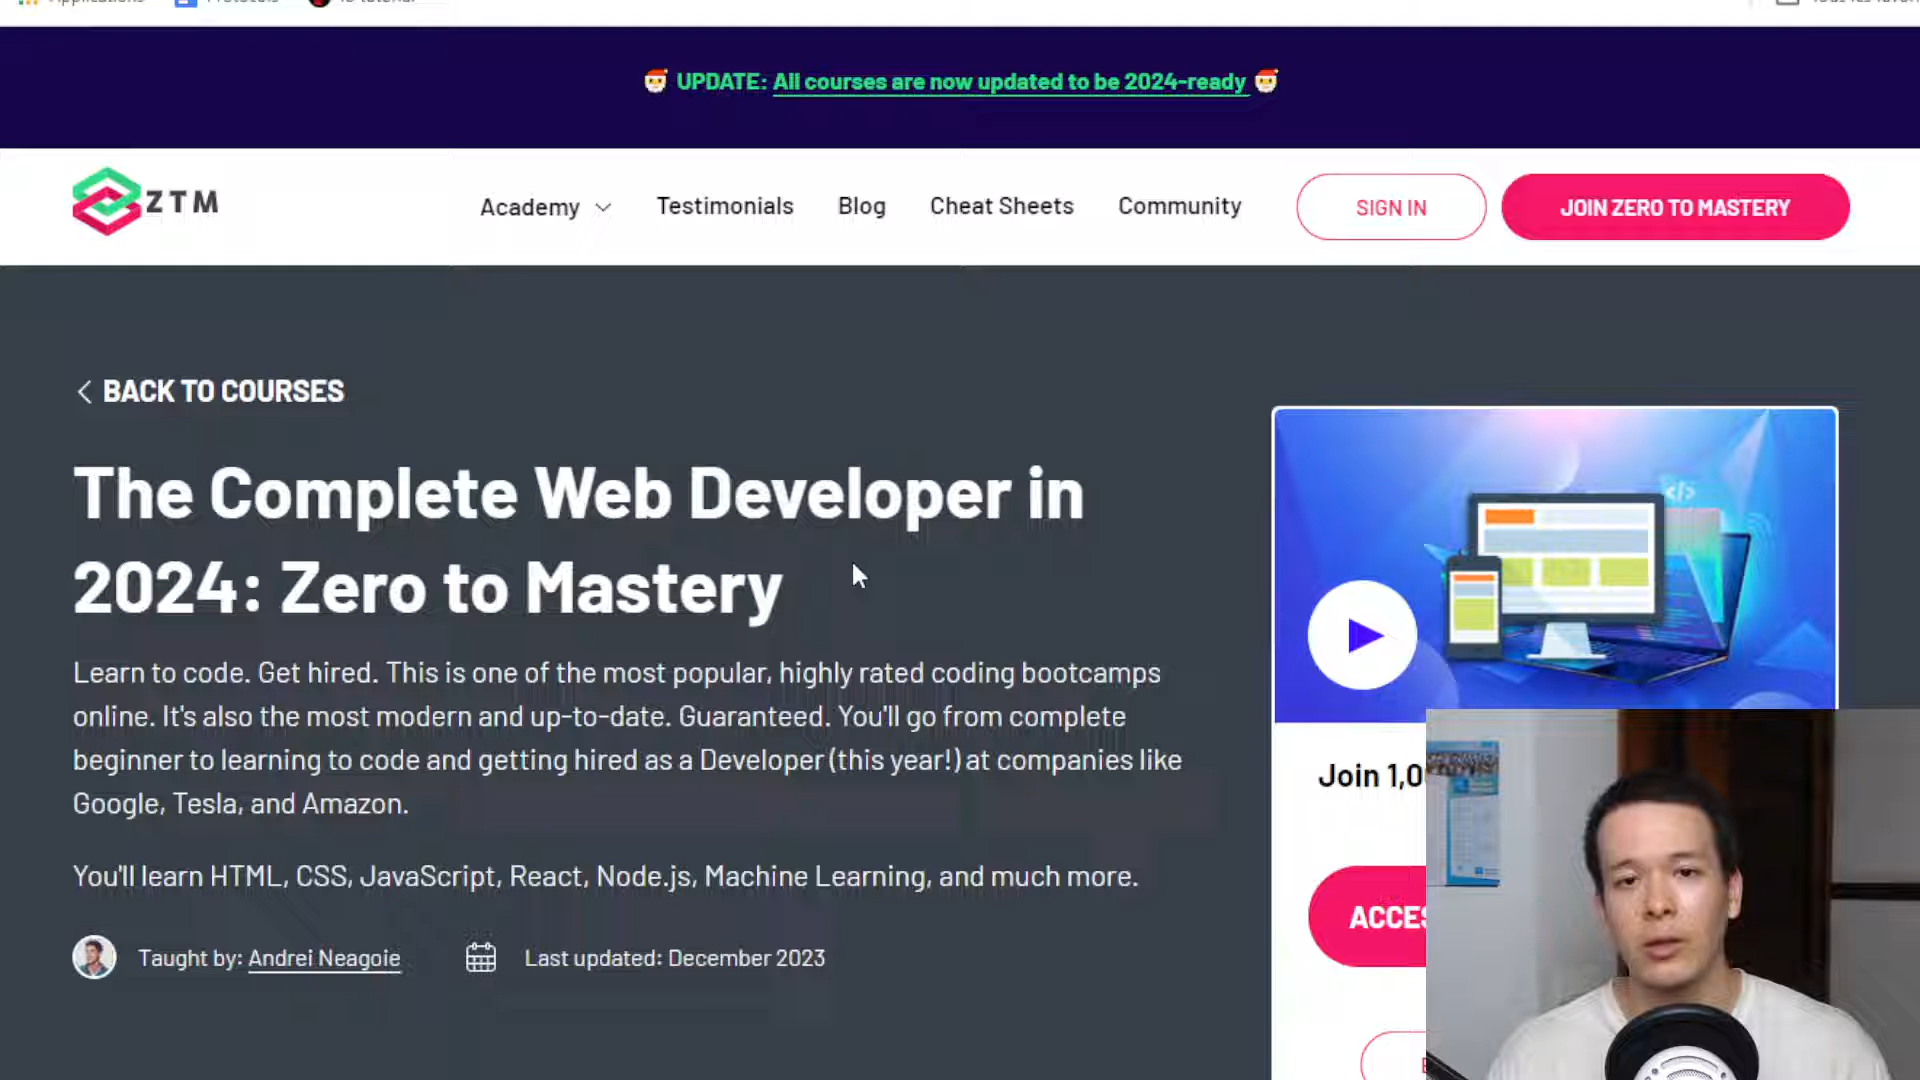 UPDATE: All courses are now updated to be 2024-ready
ZTM
Academy
Testimonials
Blog
Cheat Sheets
Community
SIGN IN
JOIN ZERO TO MASTERY
BACK TO COURSES
The Complete Web Developer in
2024: Zero to Mastery
Learn to code. Get hired. This is one of the most popular, highly rated coding bootcamps
online. It's also the most modern and up-to-date. Guaranteed. You'll go from complete
beginner to learning to code and getting hired as a Developer (this year!) at companies like
Google, Tesla, and Amazon.
You'll learn HTML, CSS, JavaScript, React, Node.js, Machine Learning, and much more.
Taught by: Andrei Neagoie
Last updated: December 2023
</>
Join 1,0
ACCES